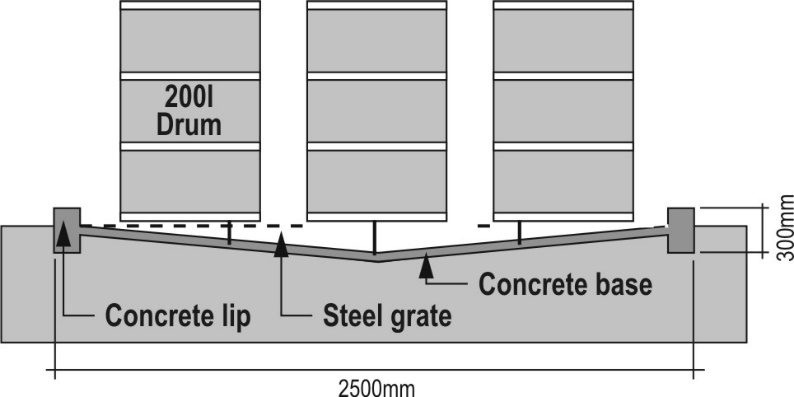 200l
Drum
300mm
Concrete base
Concrete lip
Steel grate
2500mm